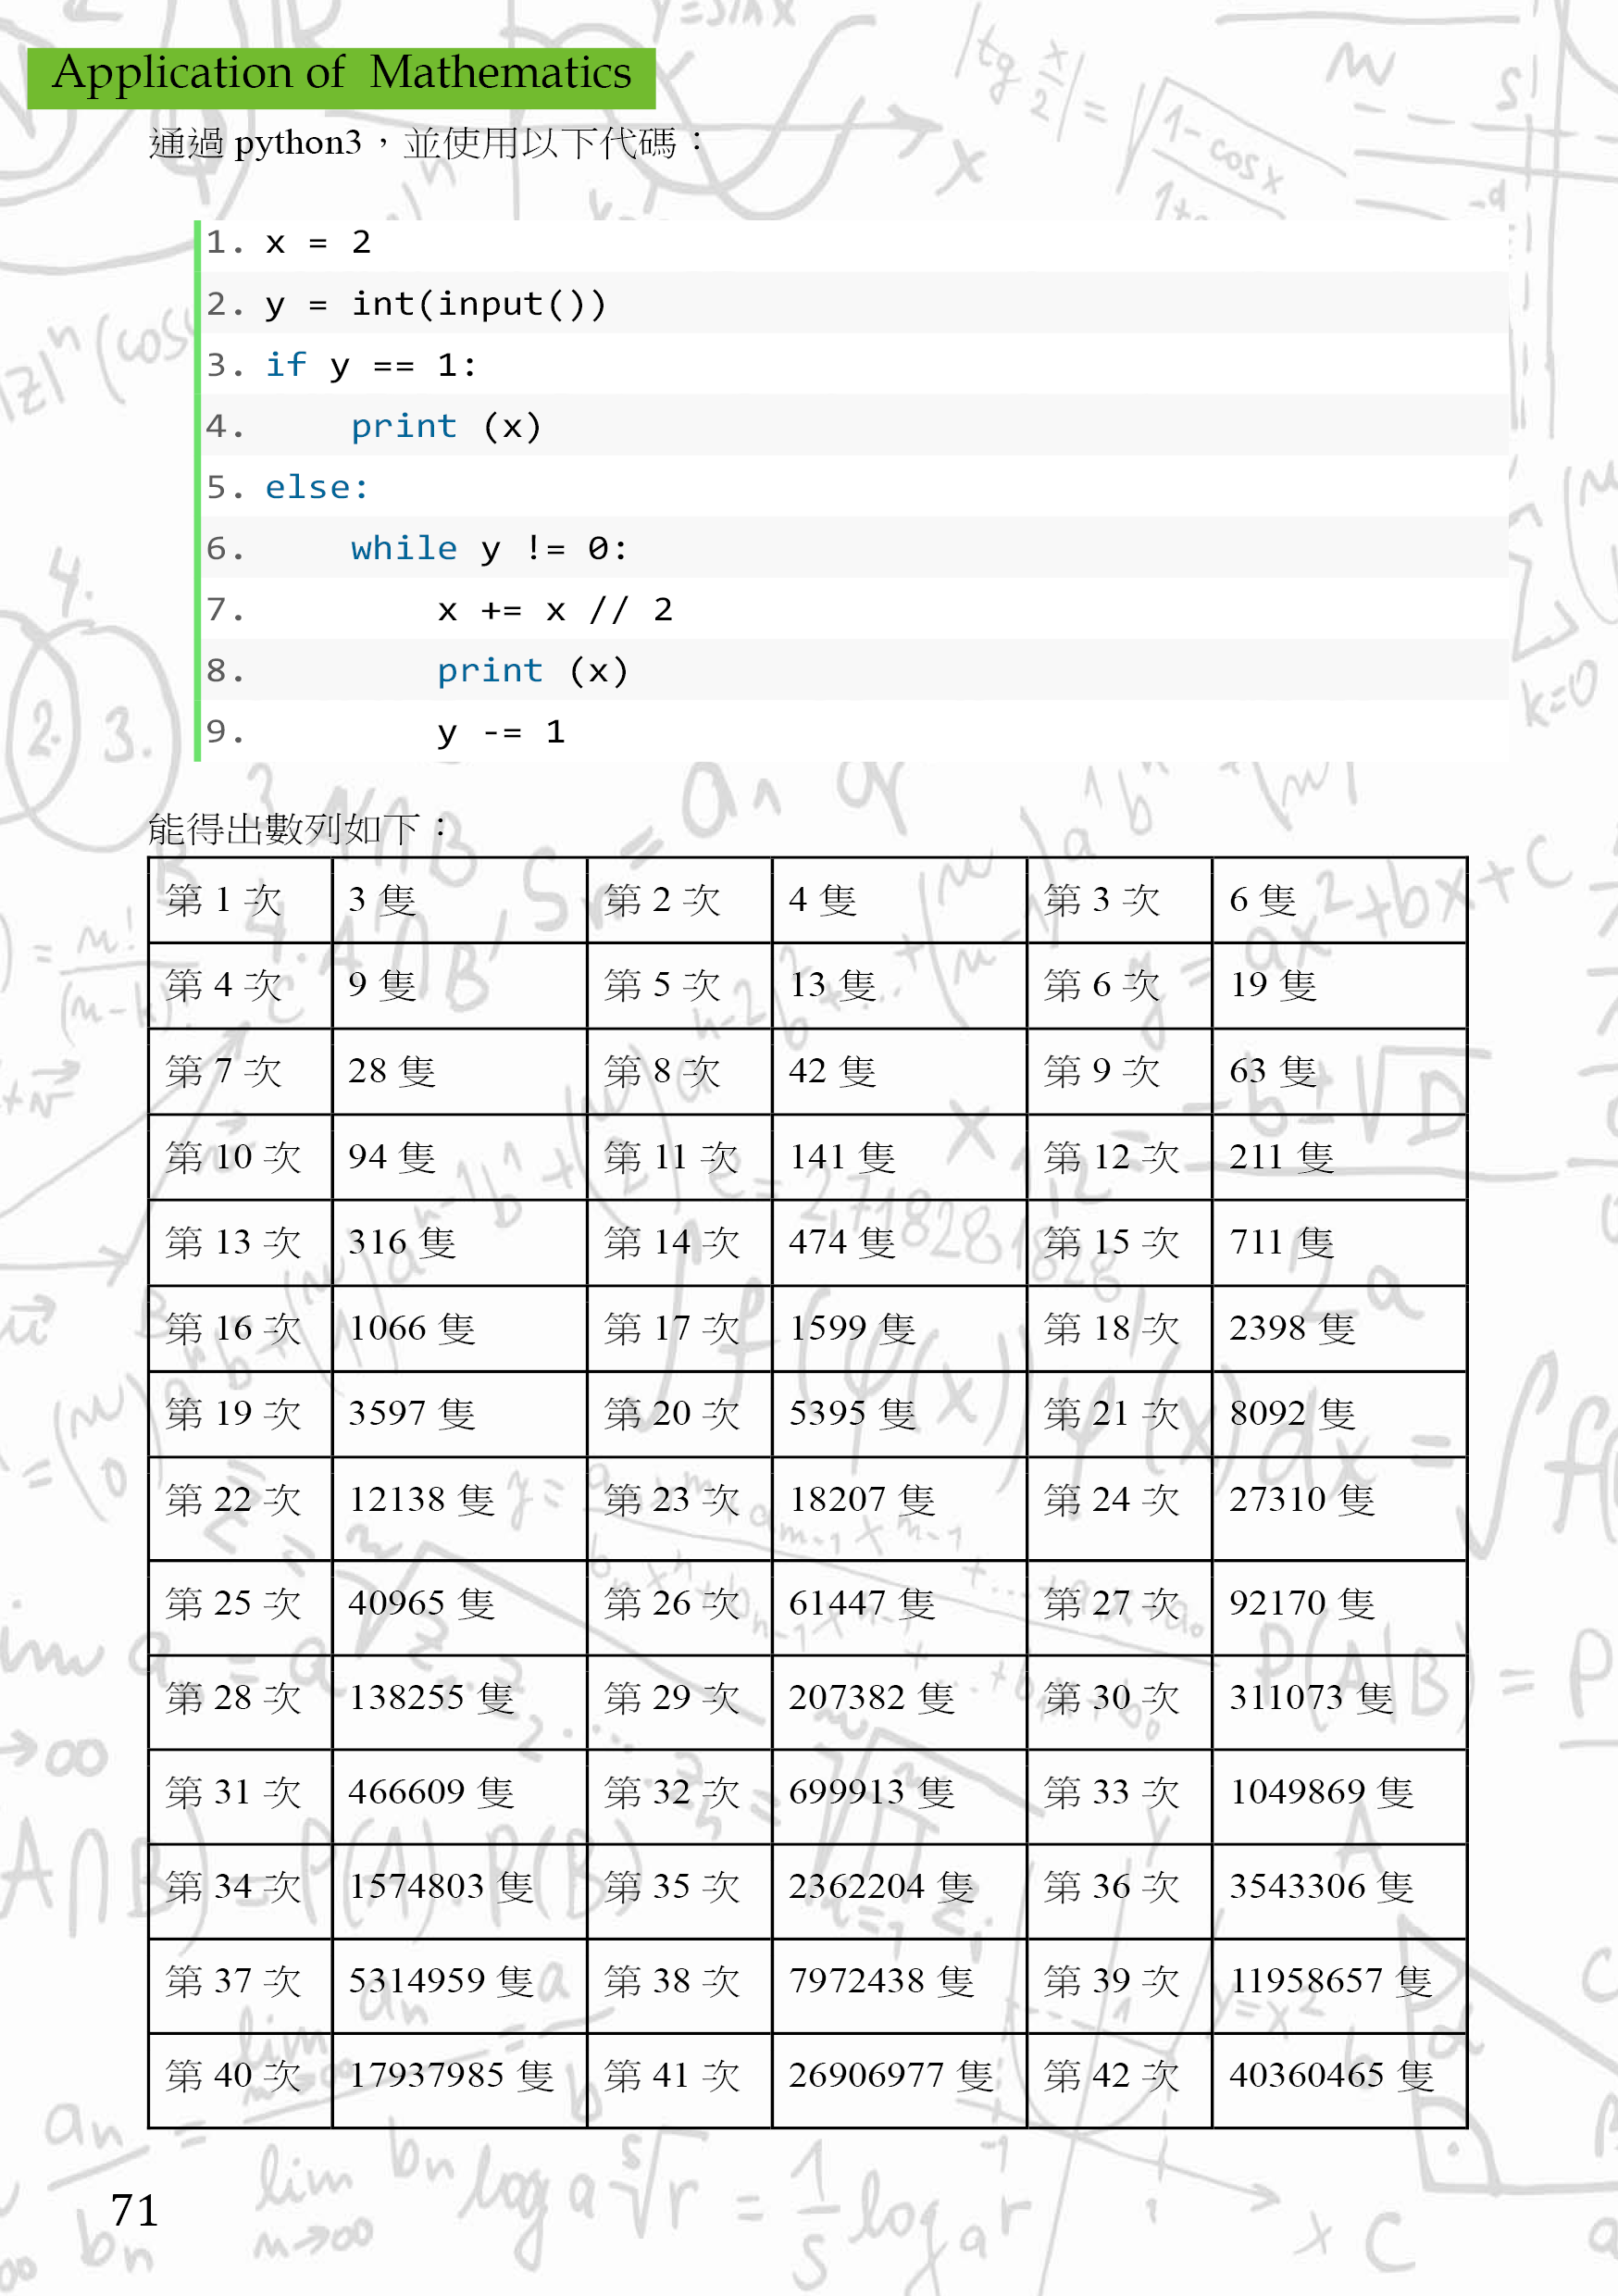 Application of Mathematics
通過 python3，並使用以下代碼：
1. x = 2
2. y = int(input())
3. if y == 1:
4.     print (x)
5. else:
6.     while y != 0:
7.         x += x // 2
8.         print (x)
9.         y -= 1
能得出數列如下：
第 1 次 3 隻 第 2 次 4 隻 第 3 次 6 隻
第 4 次 9 隻 第 5 次 13 隻 第 6 次 19 隻
第 7 次 28 隻 第 8 次 42 隻 第 9 次 63 隻
第 10 次 94 隻 第 11 次 141 隻 第 12 次 211 隻
第 13 次 316 隻 第 14 次 474 隻 第 15 次 711 隻
第 16 次 1066 隻 第 17 次 1599 隻 第 18 次 2398 隻
第 19 次 3597 隻 第 20 次 5395 隻 第 21 次 8092 隻
第 22 次 12138 隻 第 23 次 18207 隻 第 24 次 27310 隻
第 25 次 40965 隻 第 26 次 61447 隻 第 27 次 92170 隻
第 28 次 138255 隻 第 29 次 207382 隻 第 30 次 311073 隻
第 31 次 466609 隻 第 32 次 699913 隻 第 33 次 1049869 隻
第 34 次 1574803 隻 第 35 次 2362204 隻 第 36 次 3543306 隻
第 37 次 5314959 隻 第 38 次 7972438 隻 第 39 次 11958657 隻
第 40 次 17937985 隻 第 41 次 26906977 隻 第 42 次 40360465 隻
71